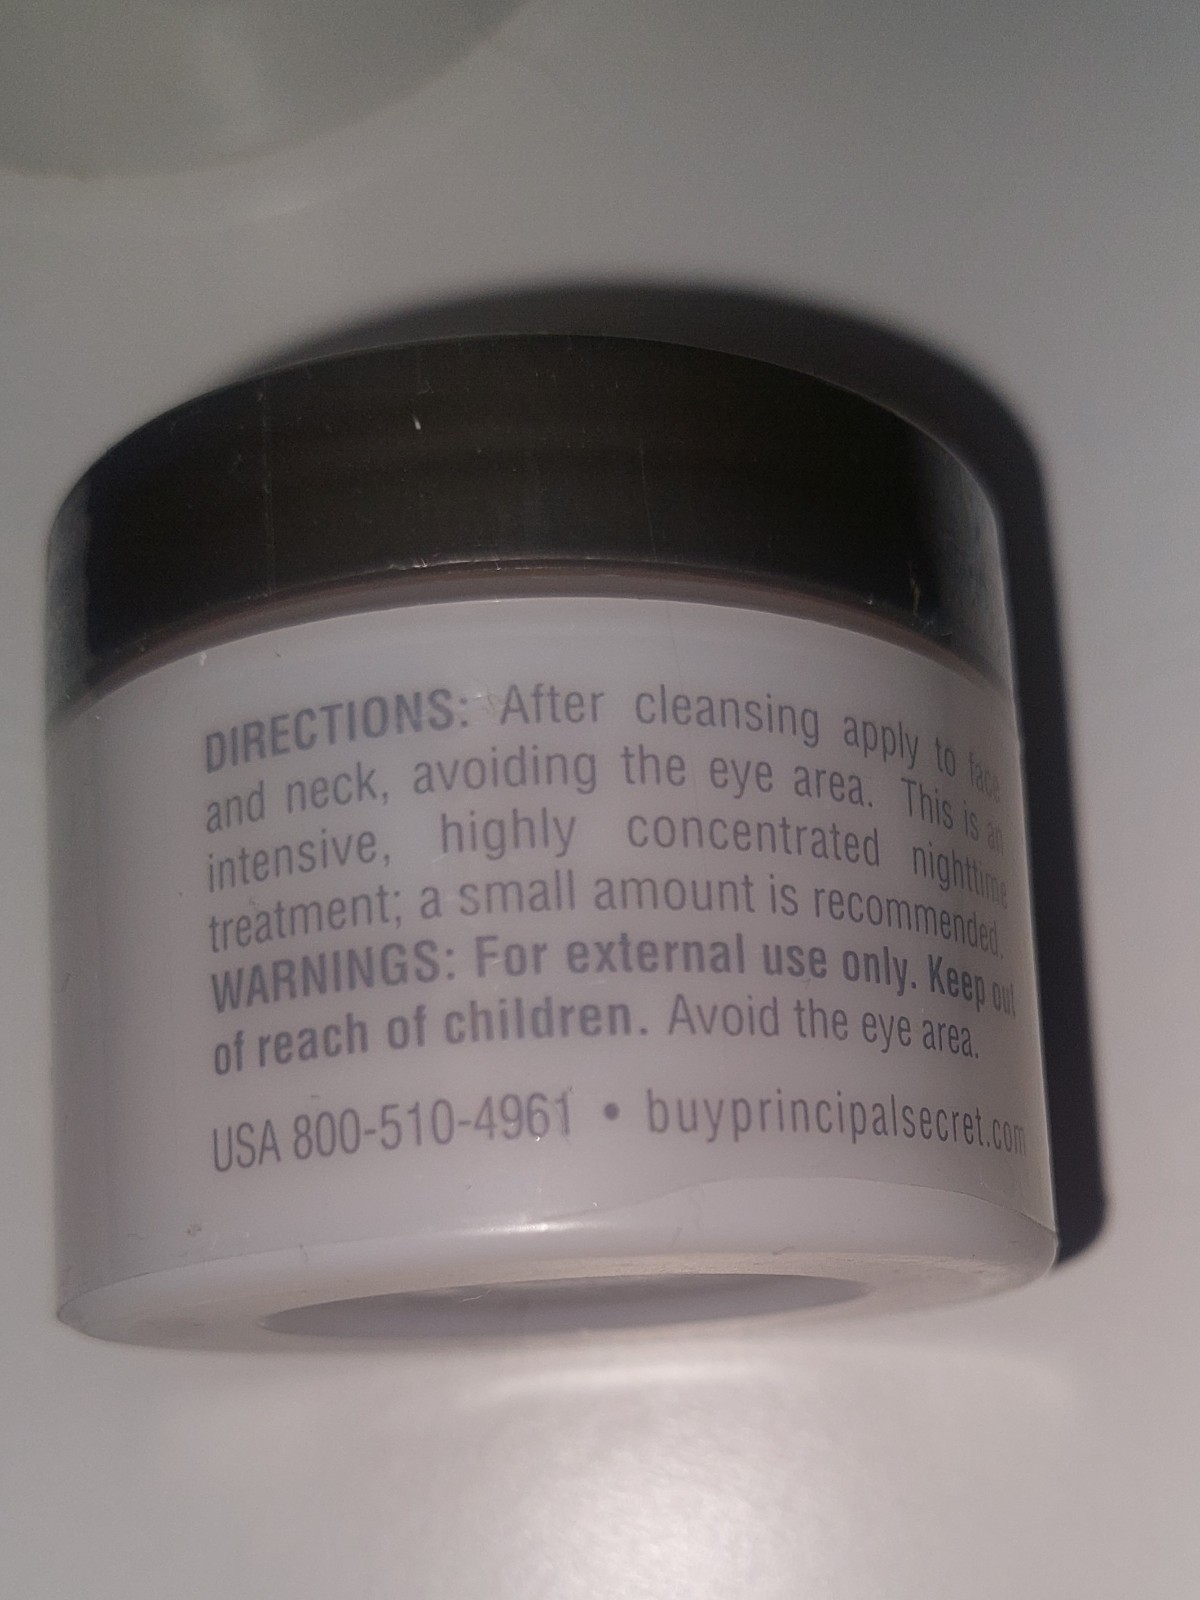 DIRECTIONS: After cleansing apply to face
and neck, avoiding the eye area. This is an
intensive, highly concentrated nighttime
treatment; a small amount is recommended.
WARNINGS: For external use only. Keep out
of reach of children. Avoid the eye area.
USA 800-510-4961 • buyprincipalsecret.com